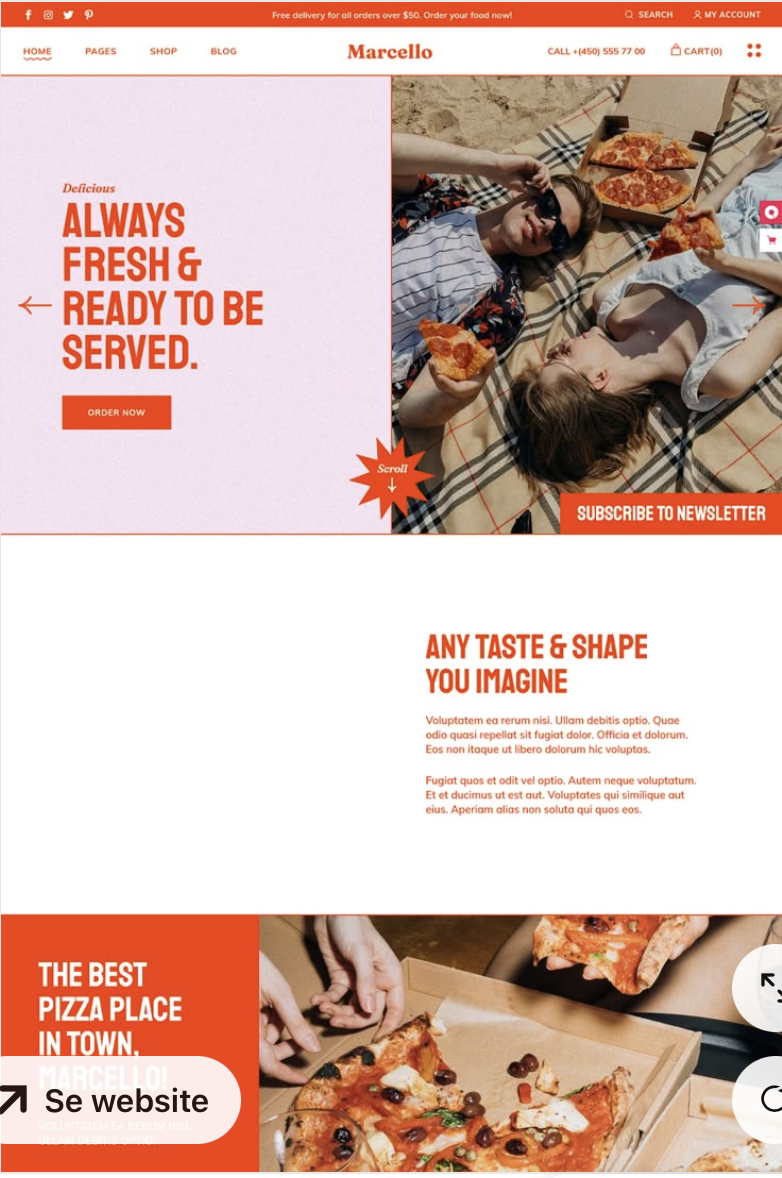 Free delivery for all orders over $50. Order your food now!
SEARCH
MY ACCOUNT
HOME
PAGES
SHOP
BLOG
Marcello
CALL +(450) 555 77 00
CART(0)
Delicious
ALWAYS
FRESH &
READY TO BE
SERVED.
ORDER NOW
Scroll
SUBSCRIBE TO NEWSLETTER
ANY TASTE & SHAPE
YOU IMAGINE
Voluptatem ea rerum nisi. Ullam debitis optio. Quae
odio quasi repellat sit fugiat dolor. Officia et dolorum.
Eos non itaque ut libero dolorum hic voluptas.
Fugiat quos et odit vel optio. Autem neque voluptatum.
Et et ducimus ut est aut. Voluptates qui similique aut
eius. Aperiam alias non soluta qui quos eos.
THE BEST
PIZZA PLACE
IN TOWN,
MARCELLO!
Se website
VOLUPTATEM EA RERUM NISI.
ULLAM DEBITIS OPTIO.